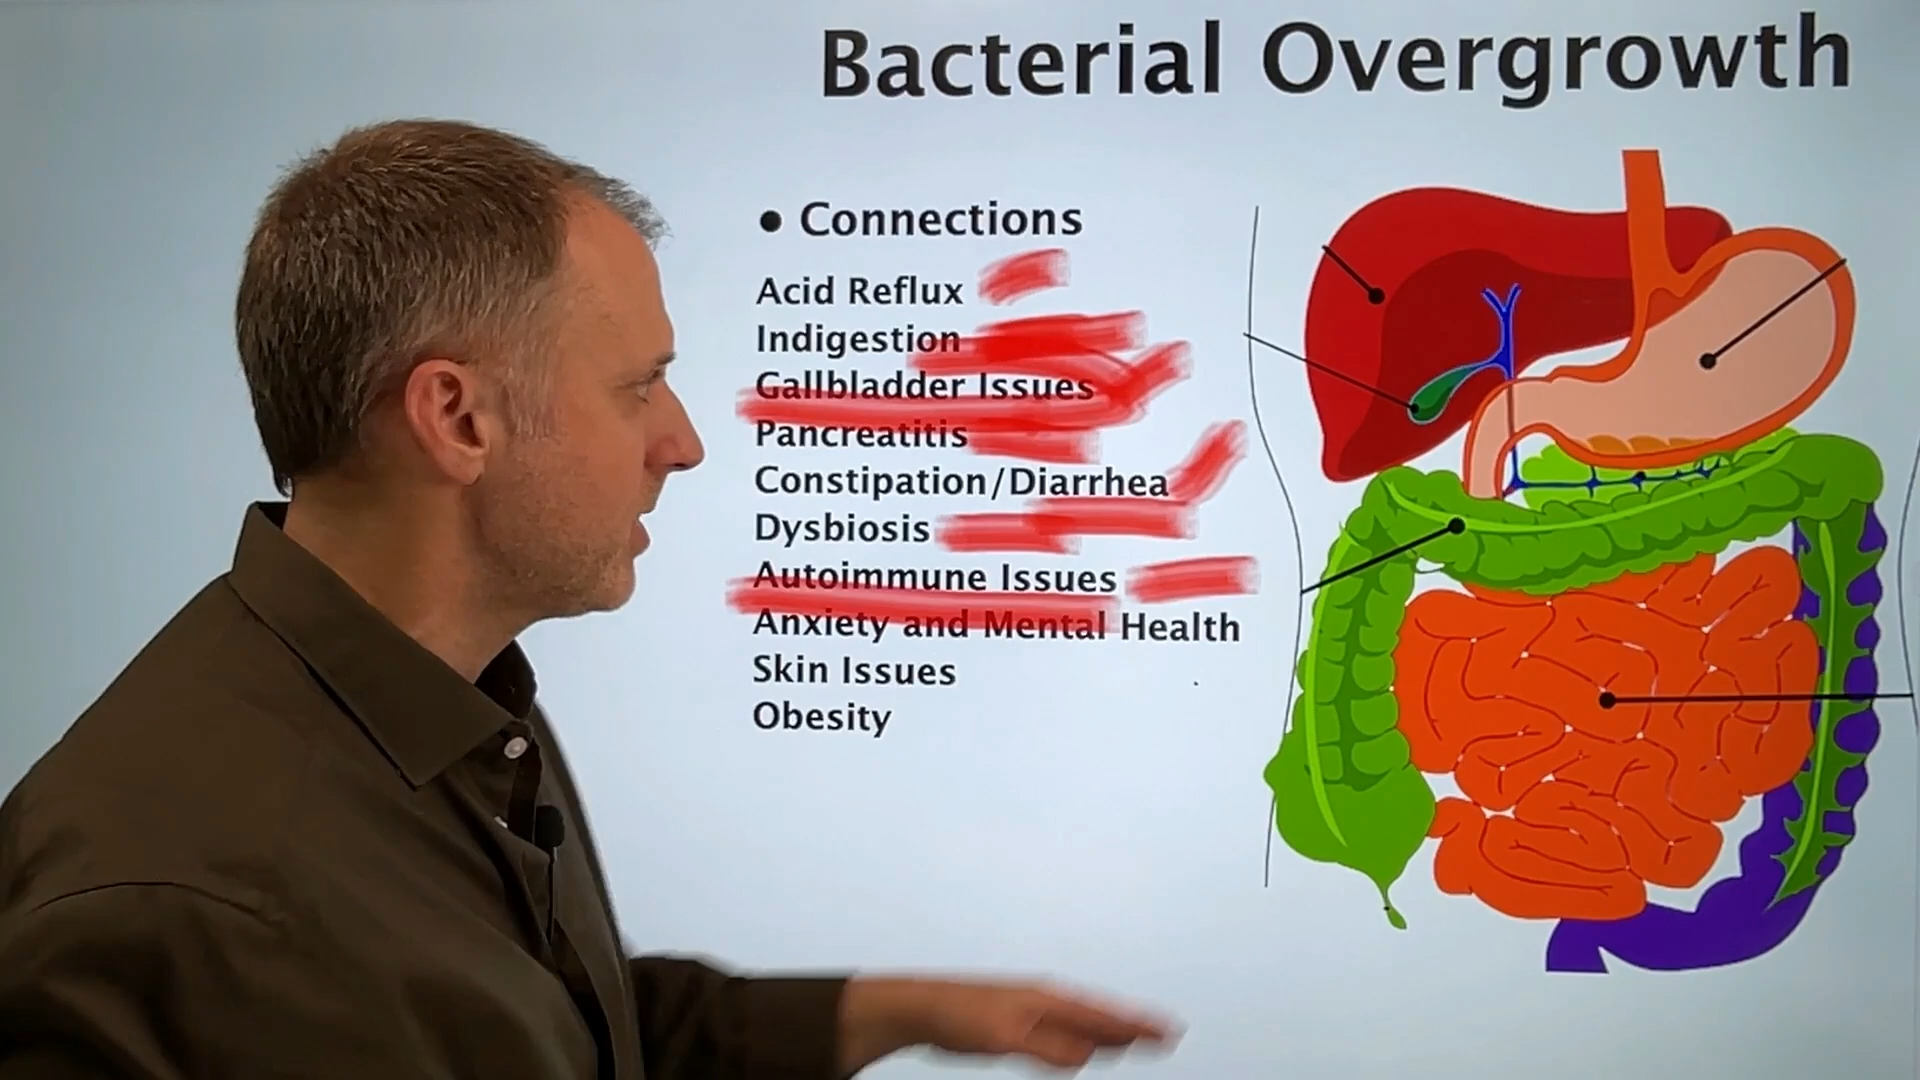 Bacterial Overgrowth
● Connections
Acid Reflux
Indigestion
Gallbladder Issues
Pancreatitis
Constipation/Diarrhea
Dysbiosis
Autoimmune Issues
Anxiety and Mental Health
Skin Issues
Obesity